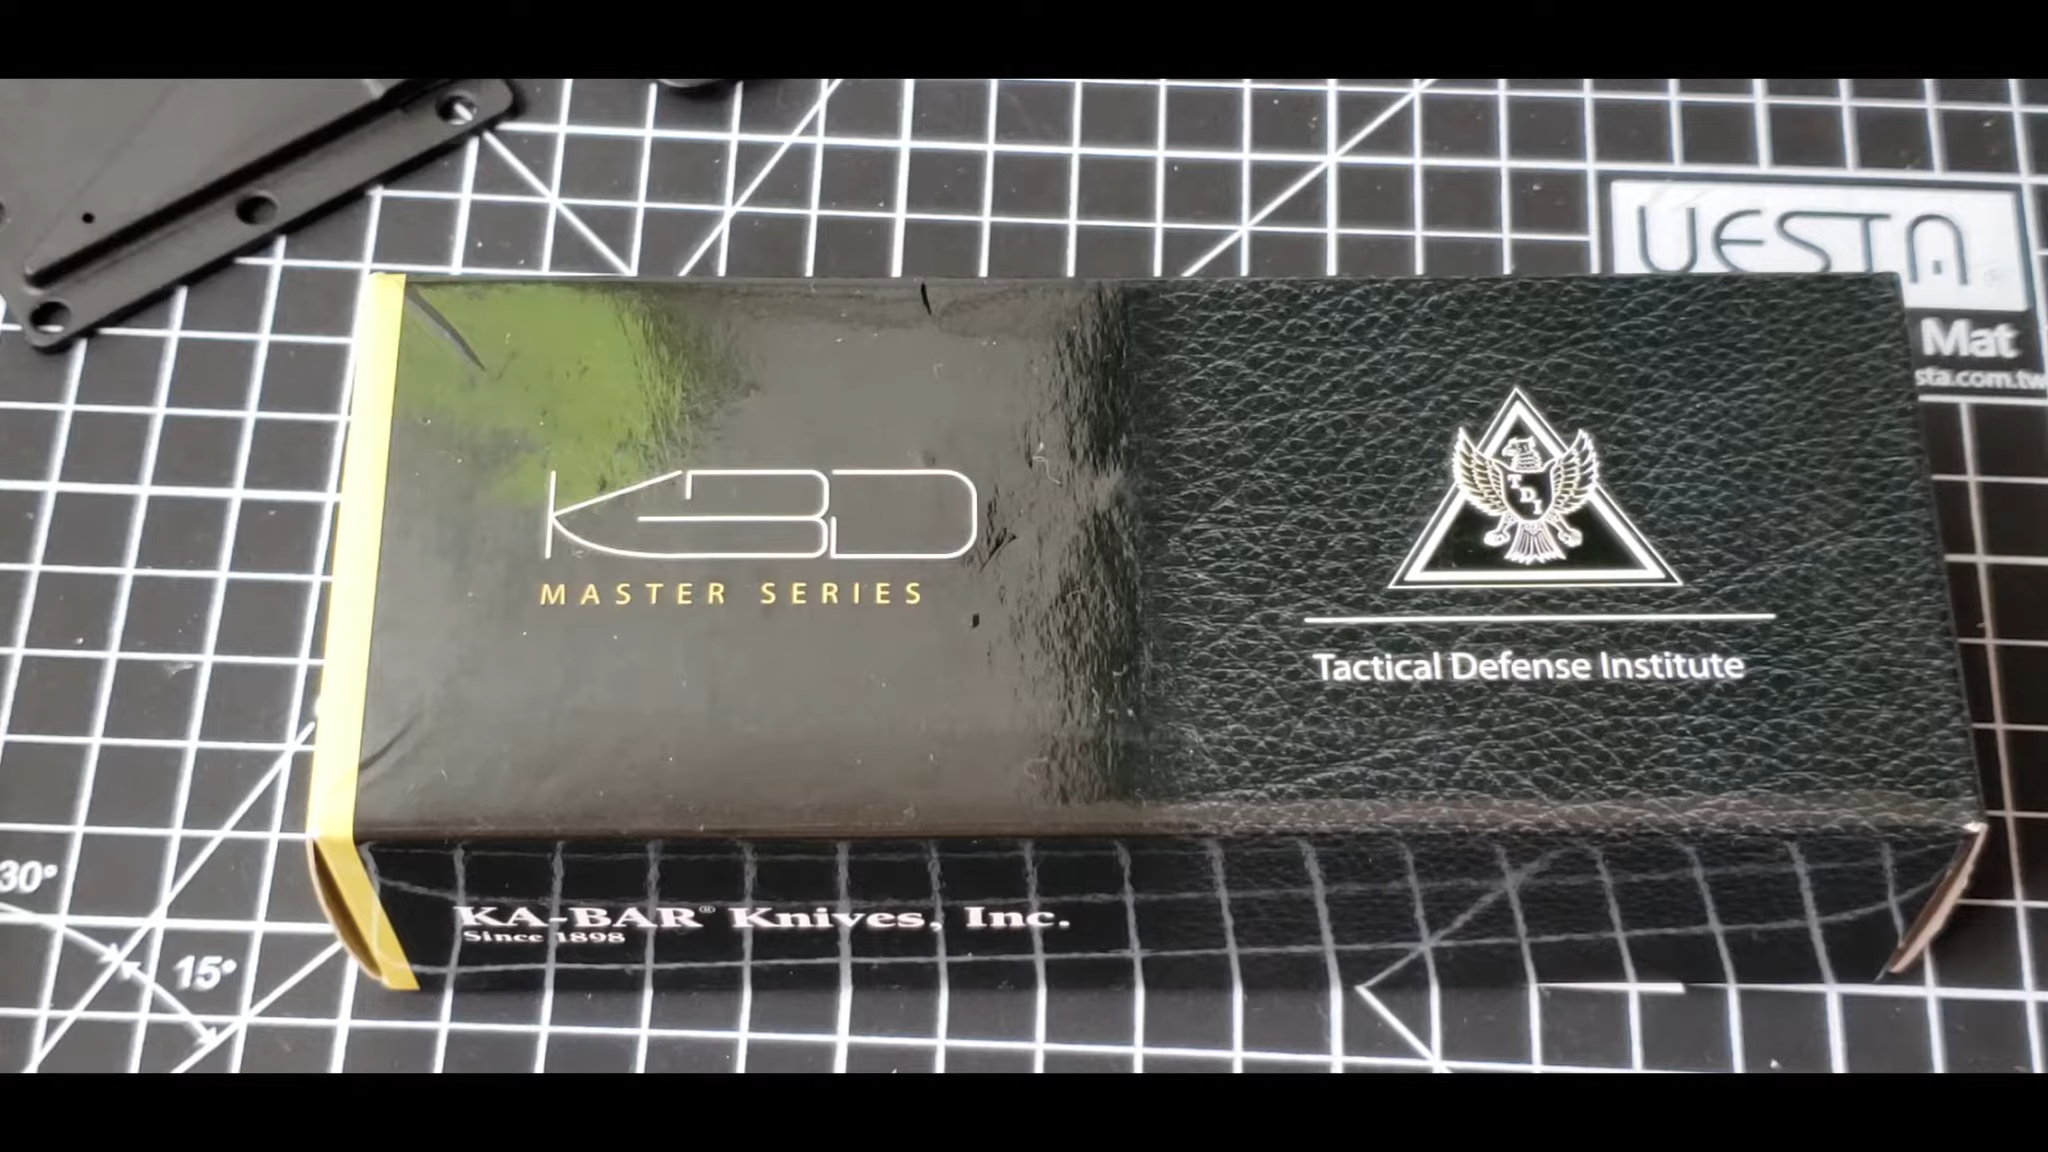 UESTA
Mat
sta.com.tw
KBD
MASTER SERIES
TDI
Tactical Defense Institute
KA-BAR® Knives, Inc.
Since 1898
30°
15°